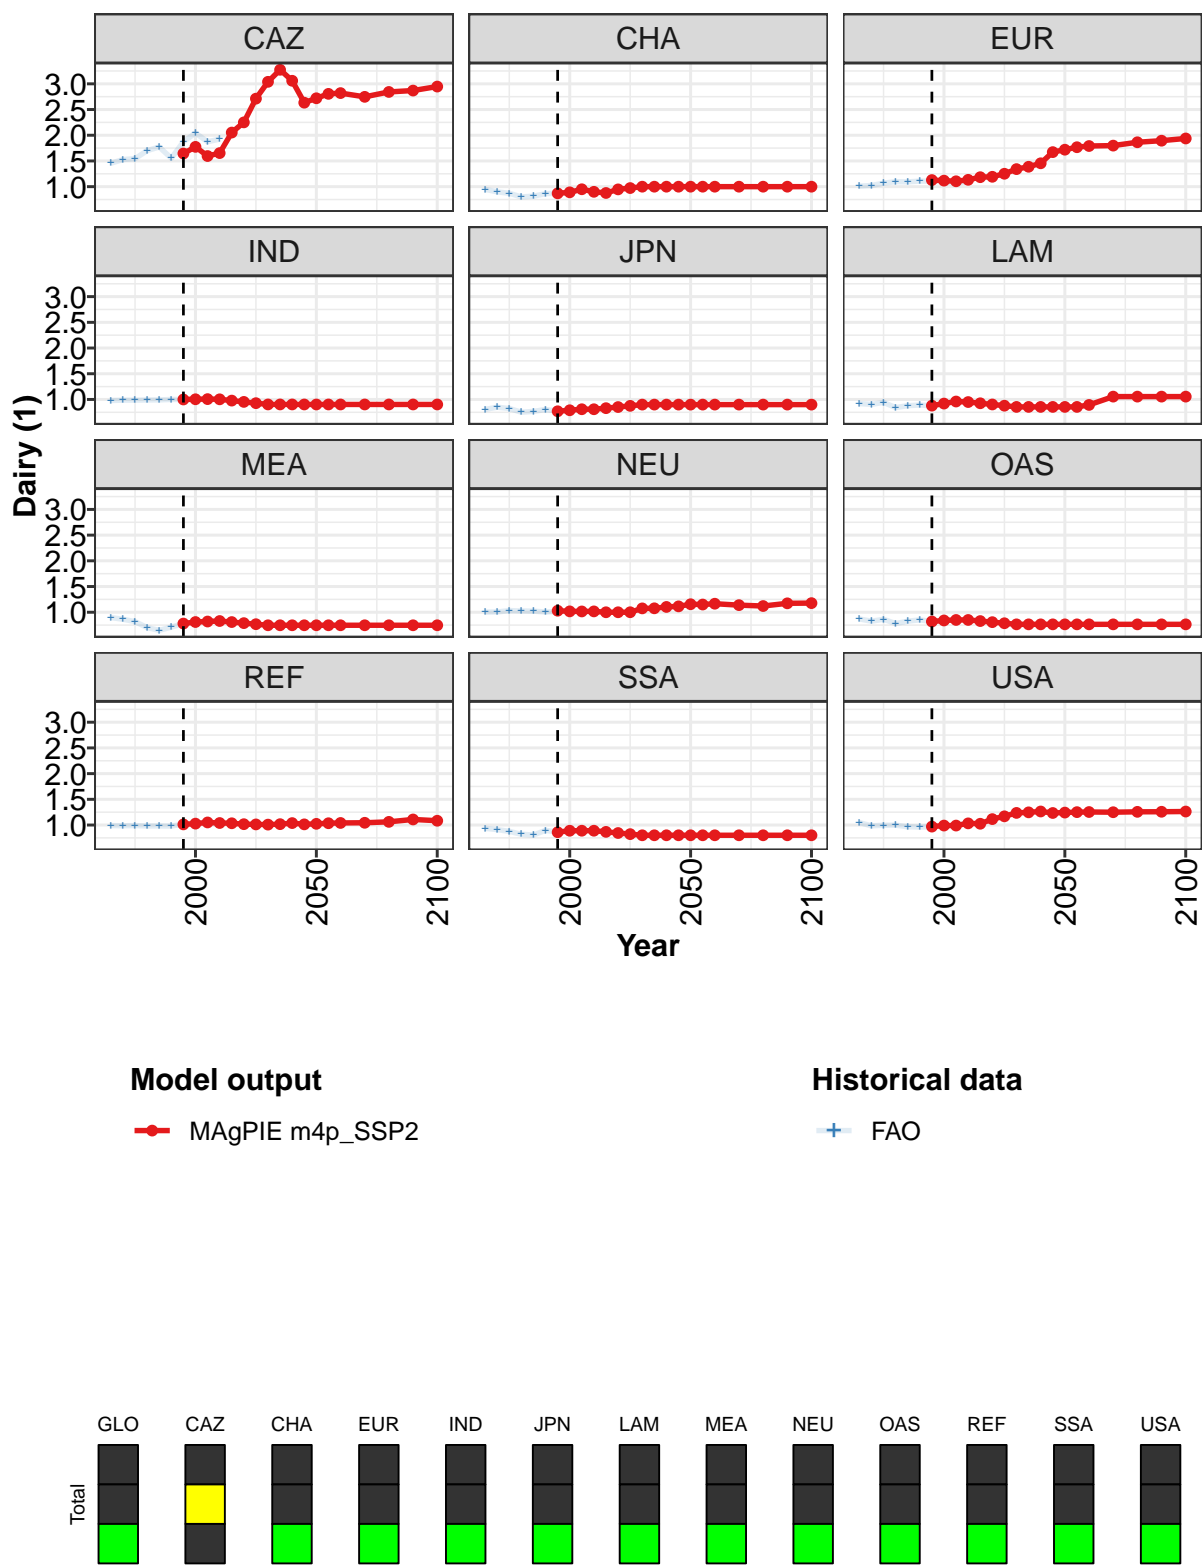 CAZ CHA EUR
3.0
2.5
2.0
1.5
1.0
IND JPN LAM
3.0
2.5
2.0
1.5
1.0
MEA NEU OAS
3.0
2.5
2.0
1.5
1.0
REF SSA USA
3.0
2.5
2.0
1.5
1.0
Dairy (1)
2000 2050 2100 2000 2050 2100 2000 2050 2100
Year
Model output Historical data
MAgPIE m4p_SSP2 FAO
GLO CAZ CHA EUR IND JPN LAM MEA NEU OAS REF SSA USA
Total